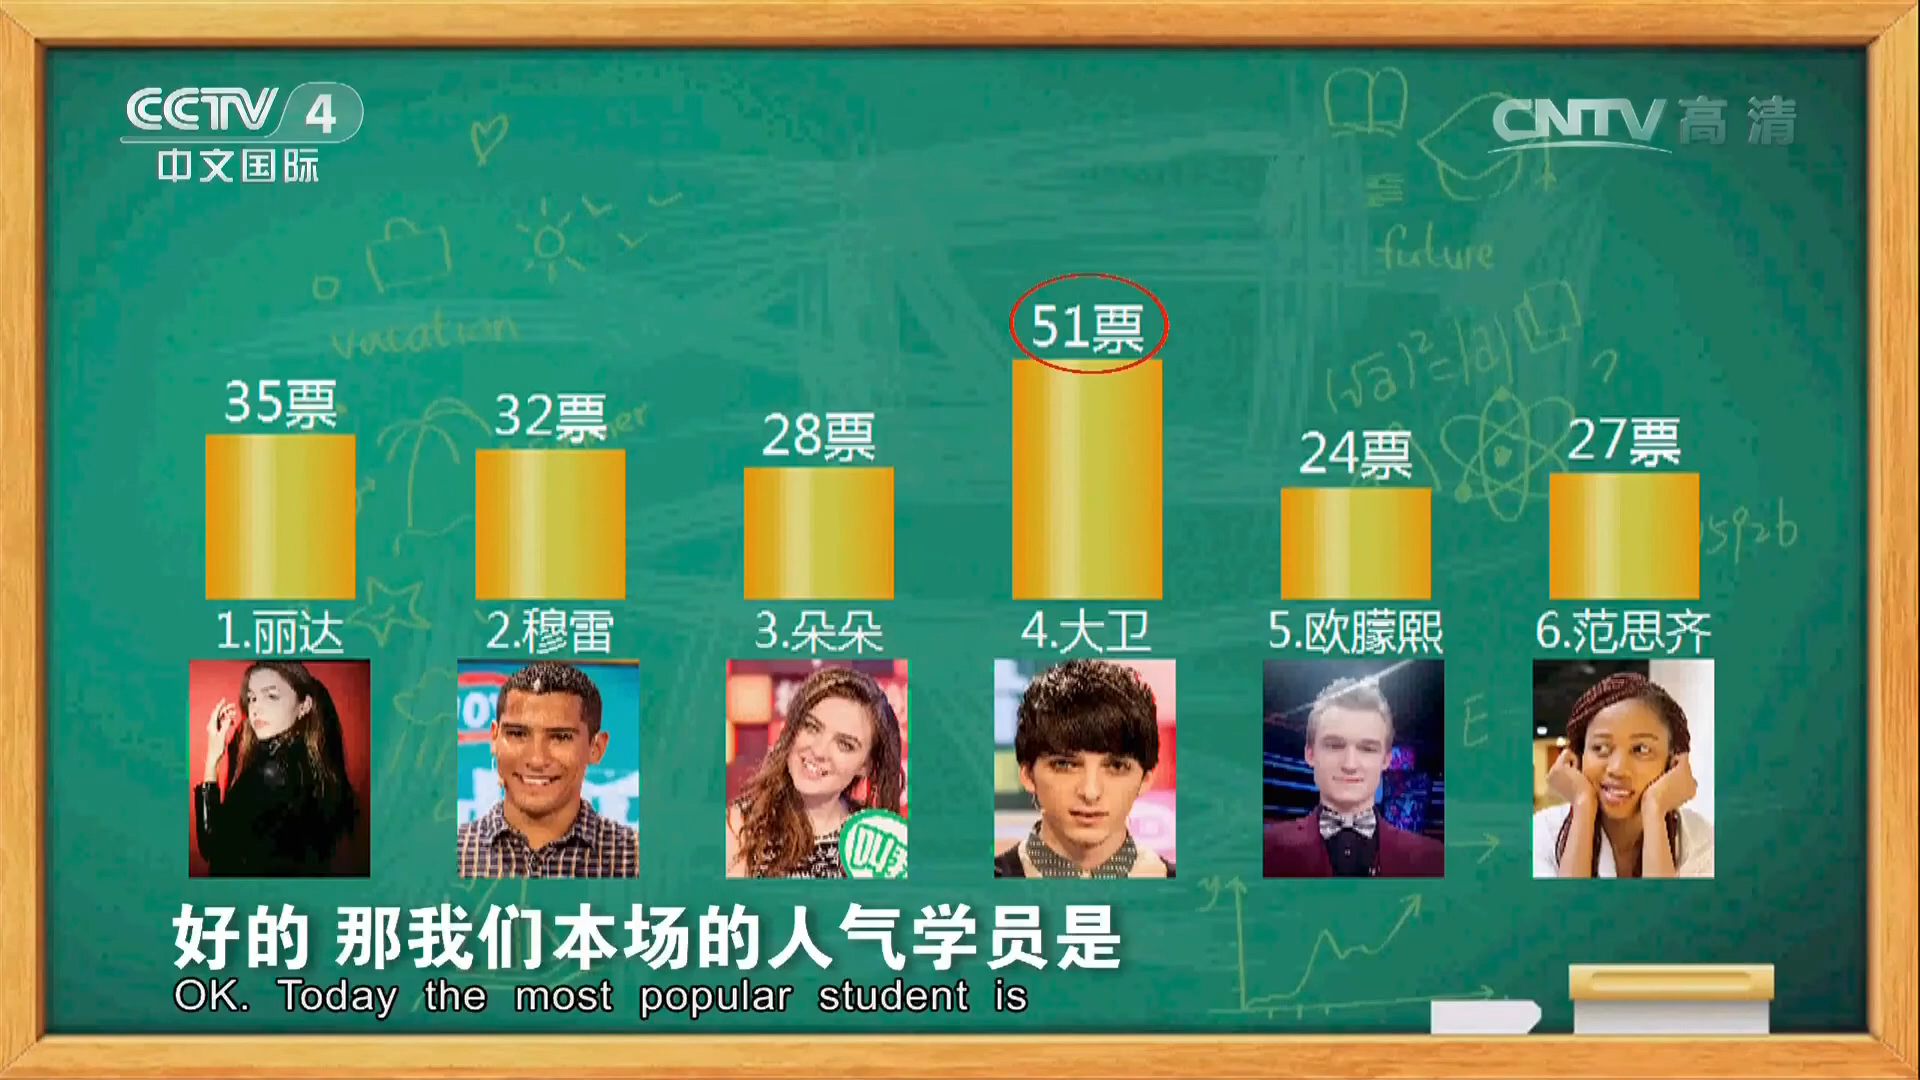 CCTV 4
中文国际
CNTV 高清
future
vacation
35票
32票
28票
51票
24票
27票
1.丽达
2.穆雷
3.朵朵
4.大卫
5.欧朦熙
6.范思齐
好的 那我们本场的人气学员是
OK. Today the most popular student is